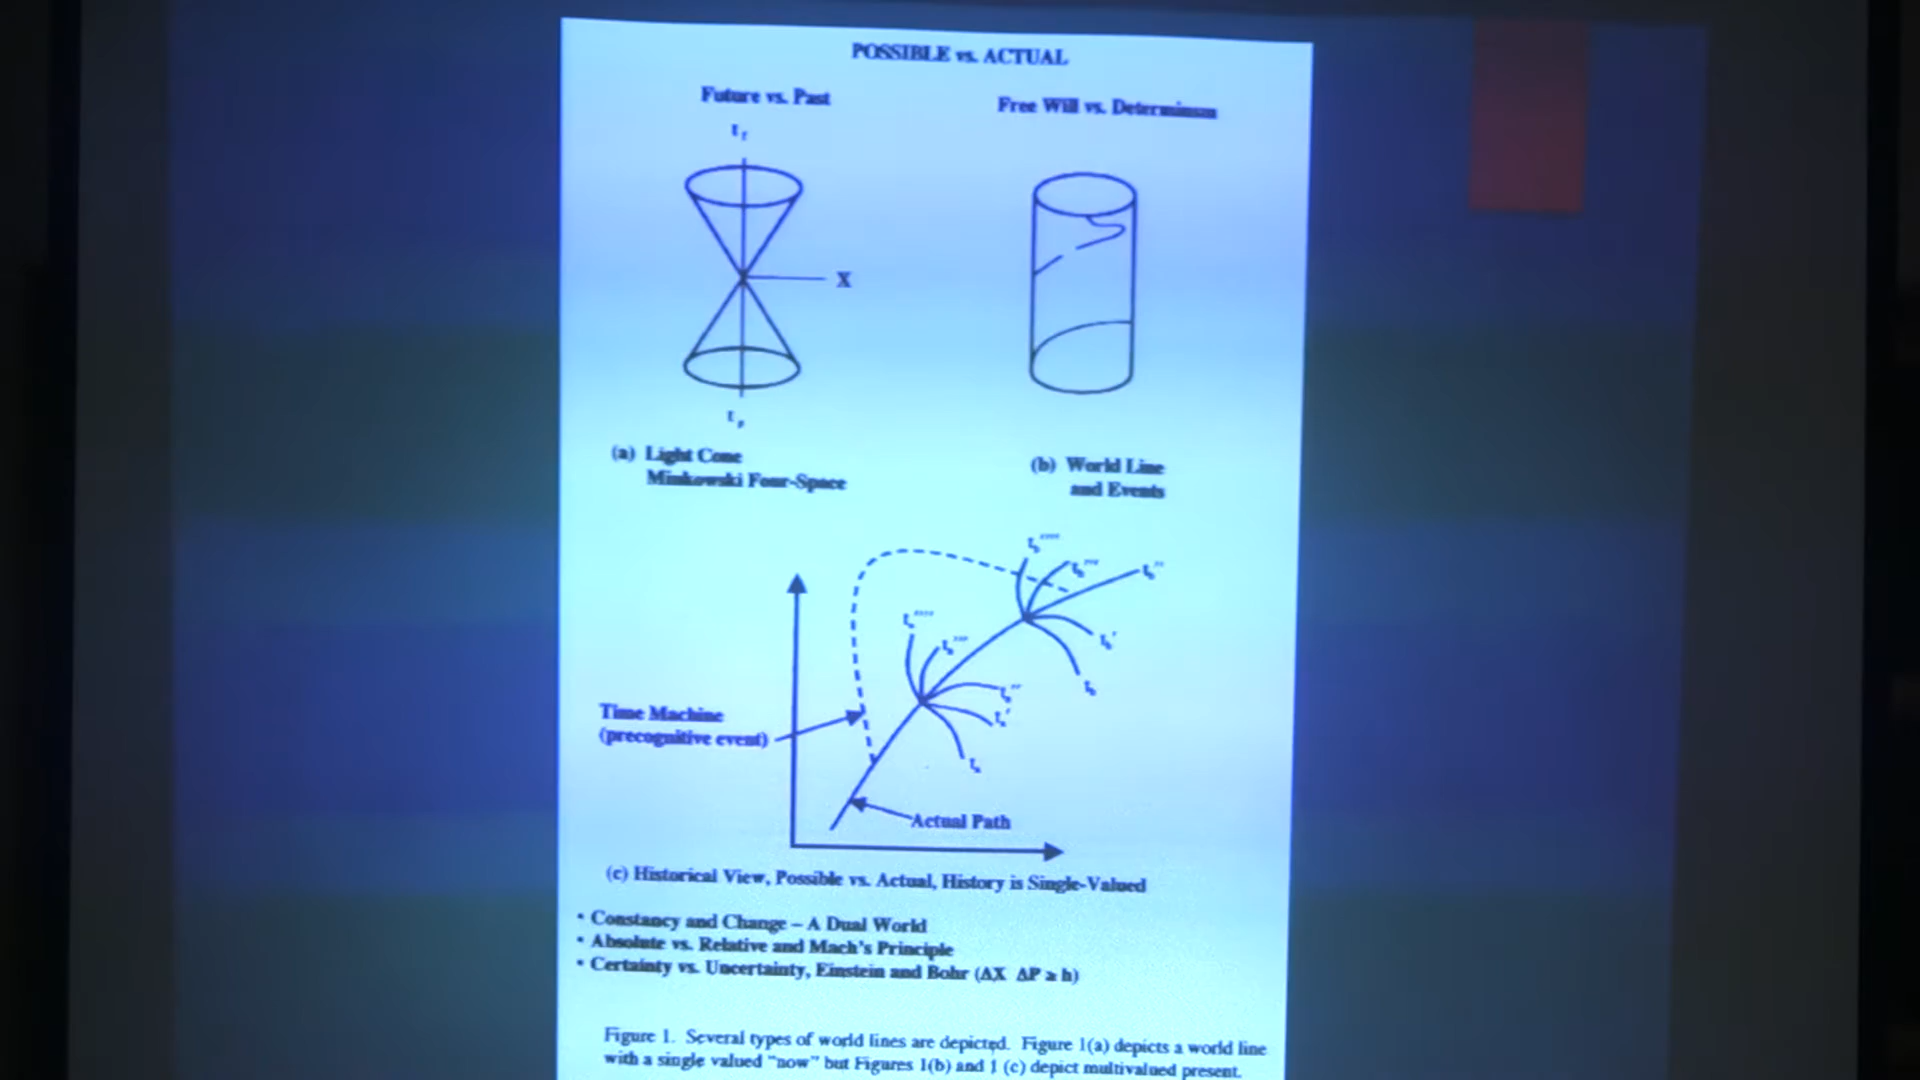 POSSIBLE vs. ACTUAL
Future vs. Past
Free Will vs. Determinism
t f
X
t p
(a) Light Cone
Minkowski Four-Space
(b) World Line
and Events
t b''''
t b'''
t b''
t b'
t b
t a''''
t a'''
t a''
t a'
t a
Time Machine
(precognitive event)
Actual Path
(c) Historical View, Possible vs. Actual, History is Single-Valued
• Constancy and Change – A Dual World
• Absolute vs. Relative and Mach's Principle
• Certainty vs. Uncertainty, Einstein and Bohr (ΔX ΔP ≥ h)
Figure 1. Several types of world lines are depicted. Figure 1(a) depicts a world line
with a single valued "now" but Figures 1(b) and 1 (c) depict multivalued present.